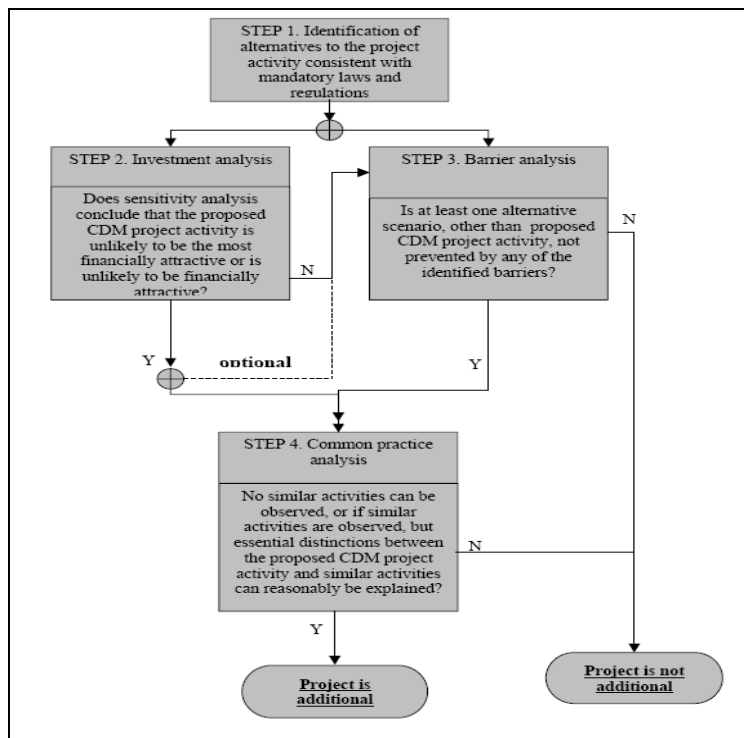 STEP 1. Identification of
alternatives to the project
activity consistent with
mandatory laws and
regulations
STEP 2. Investment analysis
Does sensitivity analysis
conclude that the proposed
CDM project activity is
unlikely to be the most
financially attractive or is
unlikely to be financially
attractive?
N
Y
optional
STEP 3. Barrier analysis
Is at least one alternative
scenario, other than proposed
CDM project activity, not
prevented by any of the
identified barriers?
N
Y
STEP 4. Common practice
analysis
No similar activities can be
observed, or if similar
activities are observed, but
essential distinctions between
the proposed CDM project
activity and similar activities
can reasonably be explained?
N
Y
Project is
additional
Project is not
additional